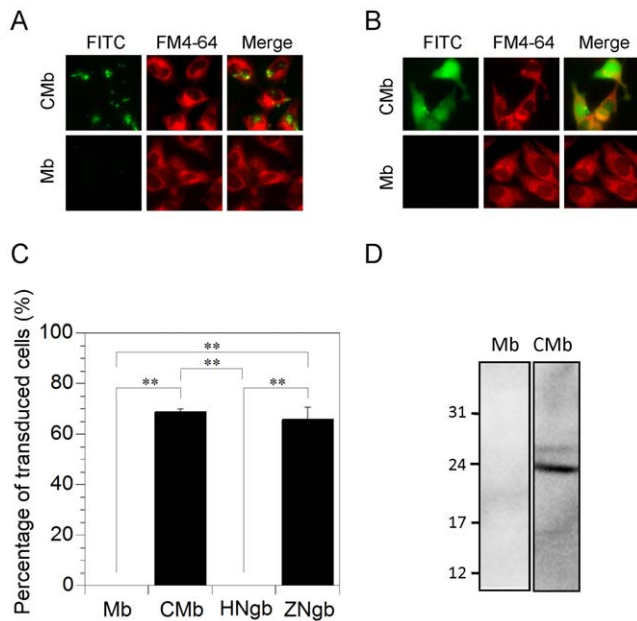 A
FITC FM4-64 Merge
CMb
Mb
B
FITC FM4-64 Merge
CMb
Mb
C
Percentage of transduced cells (%)
100
80
60
40
20
0
**
**
** **
Mb CMb HNgb ZNgb
D
Mb CMb
31
24
17
12